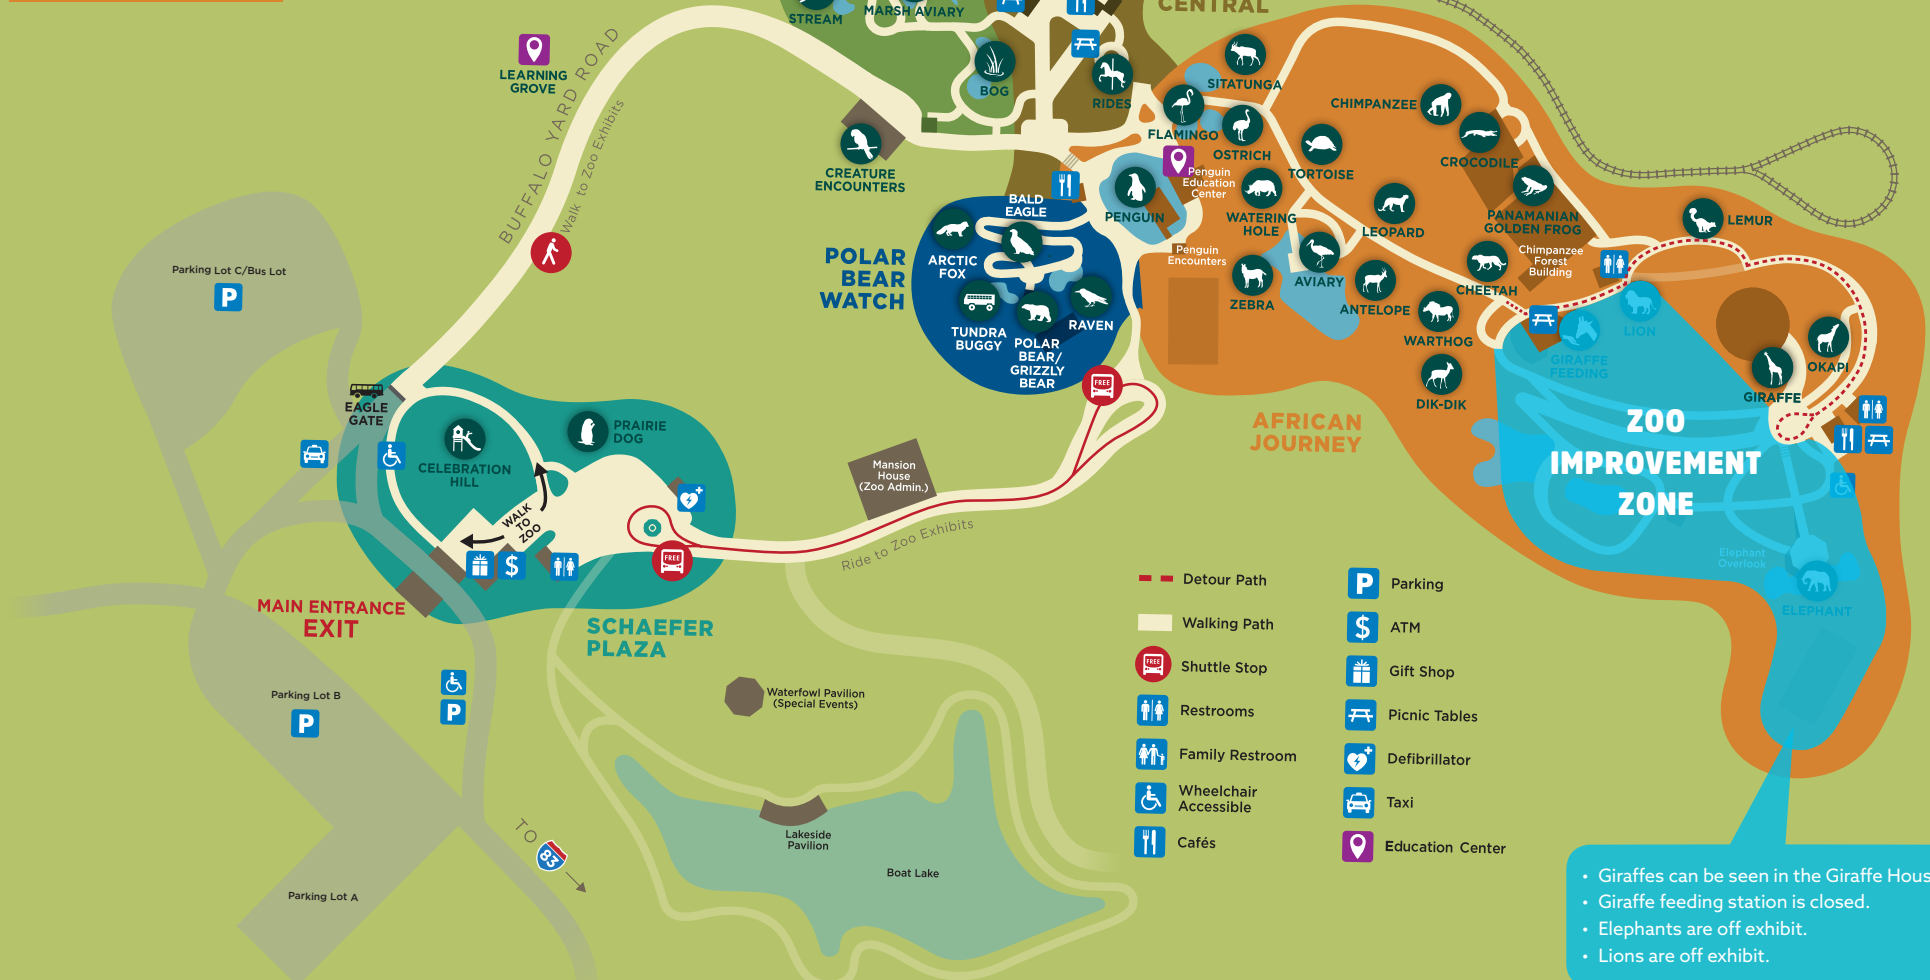 STREAM
MARSH AVIARY
CENTRAL
LEARNING
GROVE
BUFFALO YARD ROAD
Walk to Zoo Exhibits
BOG
RIDES
SITATUNGA
FLAMINGO
OSTRICH
CHIMPANZEE
CROCODILE
TORTOISE
CREATURE
ENCOUNTERS
Penguin
Education
Center
PENGUIN
WATERING
HOLE
LEOPARD
PANAMANIAN
GOLDEN FROG
LEMUR
BALD
EAGLE
ARCTIC
FOX
POLAR
BEAR
WATCH
TUNDRA
BUGGY
POLAR
BEAR/
GRIZZLY
BEAR
RAVEN
Penguin
Encounters
ZEBRA
AVIARY
ANTELOPE
CHEETAH
Chimpanzee
Forest
Building
WARTHOG
DIK-DIK
LION
GIRAFFE
FEEDING
OKAPI
GIRAFFE
Parking Lot C/Bus Lot
P
EAGLE
GATE
CELEBRATION
HILL
PRAIRIE
DOG
FREE
AFRICAN
JOURNEY
ZOO
IMPROVEMENT
ZONE
Mansion
House
(Zoo Admin.)
WALK
TO
ZOO
$
FREE
Ride to Zoo Exhibits
Elephant
Overlook
ELEPHANT
MAIN ENTRANCE
EXIT
SCHAEFER
PLAZA
Parking Lot B
P
P
Waterfowl Pavilion
(Special Events)
Lakeside
Pavilion
Boat Lake
TO
83
Parking Lot A
Detour Path
Walking Path
FREE
Shuttle Stop
Restrooms
Family Restroom
Wheelchair
Accessible
Cafés
P
Parking
$
ATM
Gift Shop
Picnic Tables
Defibrillator
Taxi
Education Center
• Giraffes can be seen in the Giraffe Hous
• Giraffe feeding station is closed.
• Elephants are off exhibit.
• Lions are off exhibit.